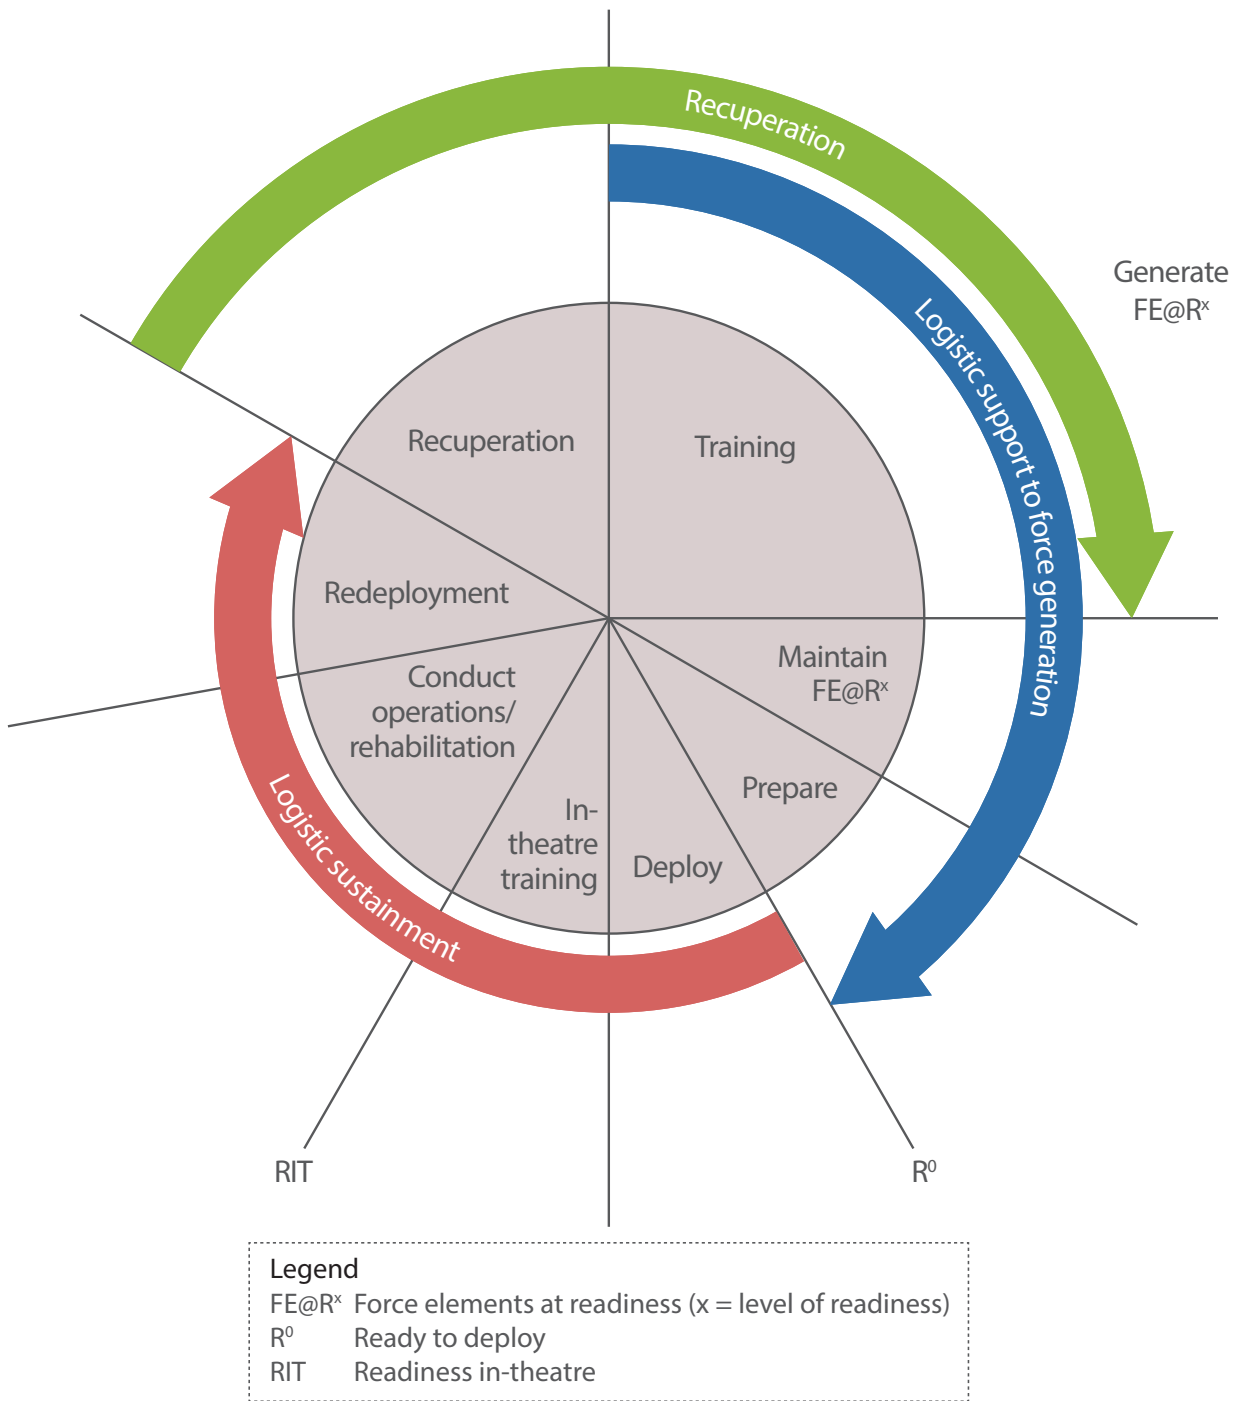 Recuperation
Logistic support to force generation
Generate
FE@Rˣ
Recuperation
Training
Redeployment
Maintain
FE@Rˣ
Conduct
operations/
rehabilitation
Prepare
In-
theatre
training
Deploy
Logistic sustainment
RIT
R⁰
Legend
FE@Rˣ Force elements at readiness (x = level of readiness)
R⁰ Ready to deploy
RIT Readiness in-theatre